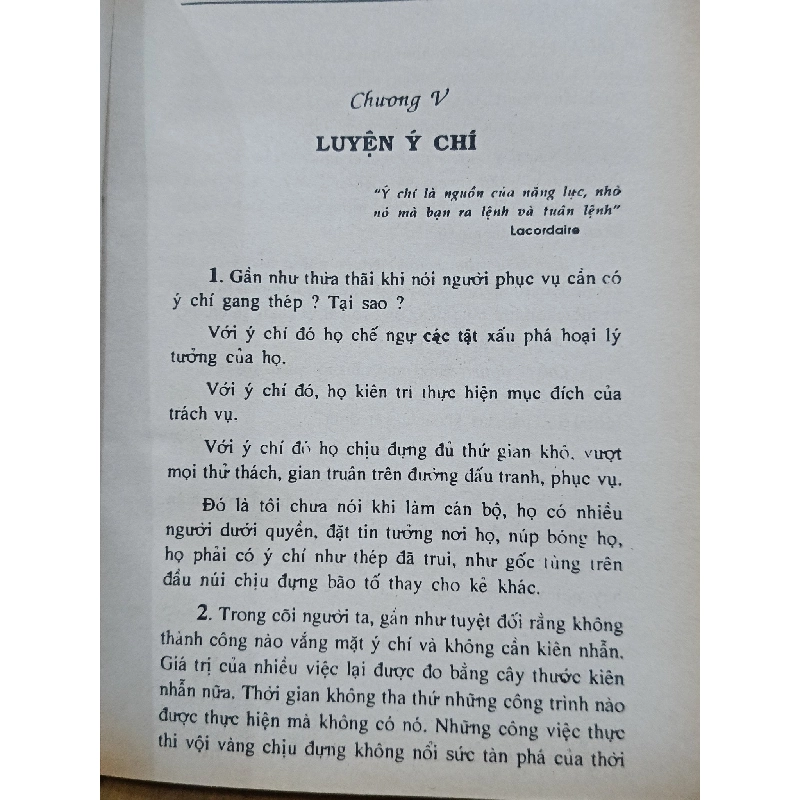 Chương V
LUYỆN Ý CHÍ
"Ý chí là nguồn của năng lực, nhờ
nó mà bạn ra lệnh và tuân lệnh"
Lacordaire
1. Gần như thừa thãi khi nói người phục vụ cần có
ý chí gang thép ? Tại sao ?
Với ý chí đó họ chế ngự các tật xấu phá hoại lý
tưởng của họ.
Với ý chí đó, họ kiên trì thực hiện mục đích của
trách vụ.
Với ý chí đó họ chịu đựng đủ thứ gian khổ, vượt
mọi thử thách, gian truân trên đường đấu tranh, phục vụ.
Đó là tôi chưa nói khi làm cán bộ, họ có nhiều
người dưới quyền, đặt tin tưởng nơi họ, núp bóng họ,
họ phải có ý chí như thép đã trui, như gốc tùng trên
đầu núi chịu đựng bão tố thay cho kẻ khác.
2. Trong cõi người ta, gần như tuyệt đối rằng không
thành công nào vắng mặt ý chí và không cần kiên nhẫn.
Giá trị của nhiều việc lại được đo bằng cây thước kiên
nhẫn nữa. Thời gian không tha thứ những công trình nào
được thực hiện mà không có nó. Những công việc thực
thi vội vàng chịu đựng không nổi sức tàn phá của thời